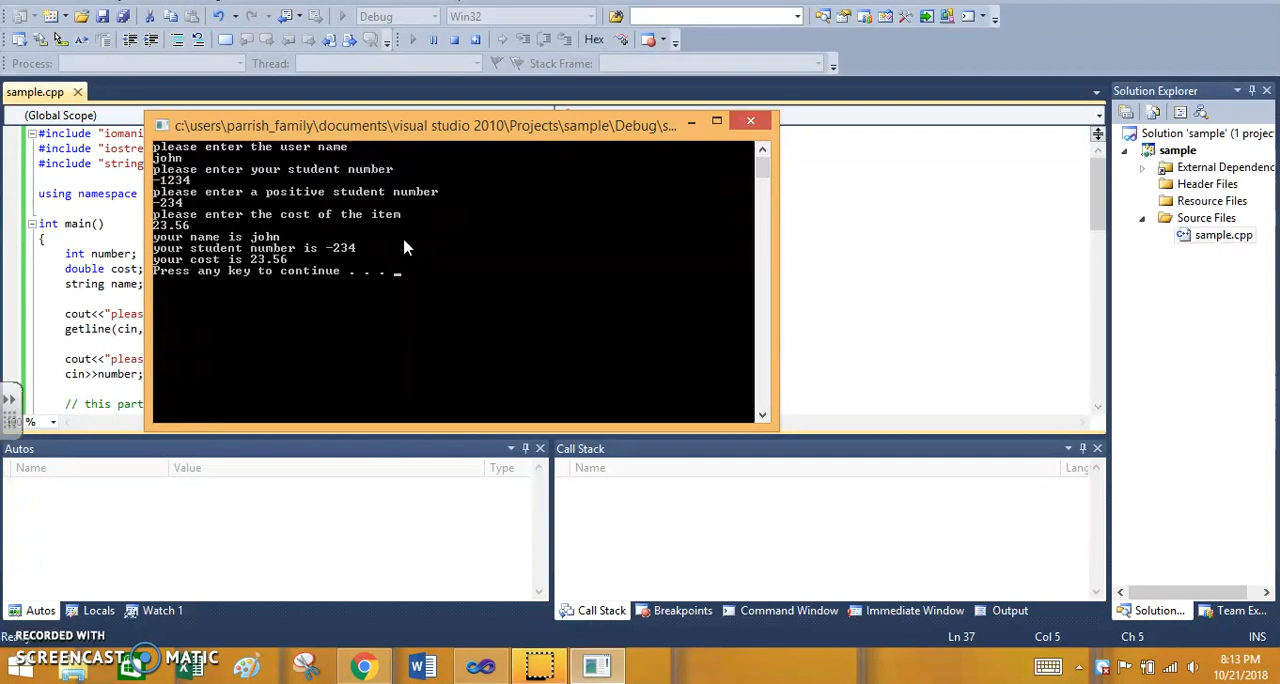 Debug
Win32
Hex
Process:
Thread:
Stack Frame:
sample.cpp
(Global Scope)
#include "iomani
#include "iostre
#include "string
using namespace
int main()
{
int number;
double cost;
string name;
cout<<"pleas
getline(cin,
cout<<"pleas
cin>>number;
// this part
%
c:\users\parrish_family\documents\visual studio 2010\Projects\sample\Debug\s...
please enter the user name
john
please enter your student number
-1234
please enter a positive student number
-234
please enter the cost of the item
23.56
your name is john
your student number is -234
your cost is 23.56
Press any key to continue . . . _
Solution Explorer
Solution 'sample' (1 projec
sample
External Dependenc
Header Files
Resource Files
Source Files
sample.cpp
Autos
Name Value Type
Call Stack
Name Lang
Autos Locals Watch 1
Call Stack Breakpoints Command Window Immediate Window Output
Solution... Team Ex...
Ln 37 Col 5 Ch 5 INS
RECORDED WITH
SCREENCAST MATIC
8:13 PM
10/21/2018